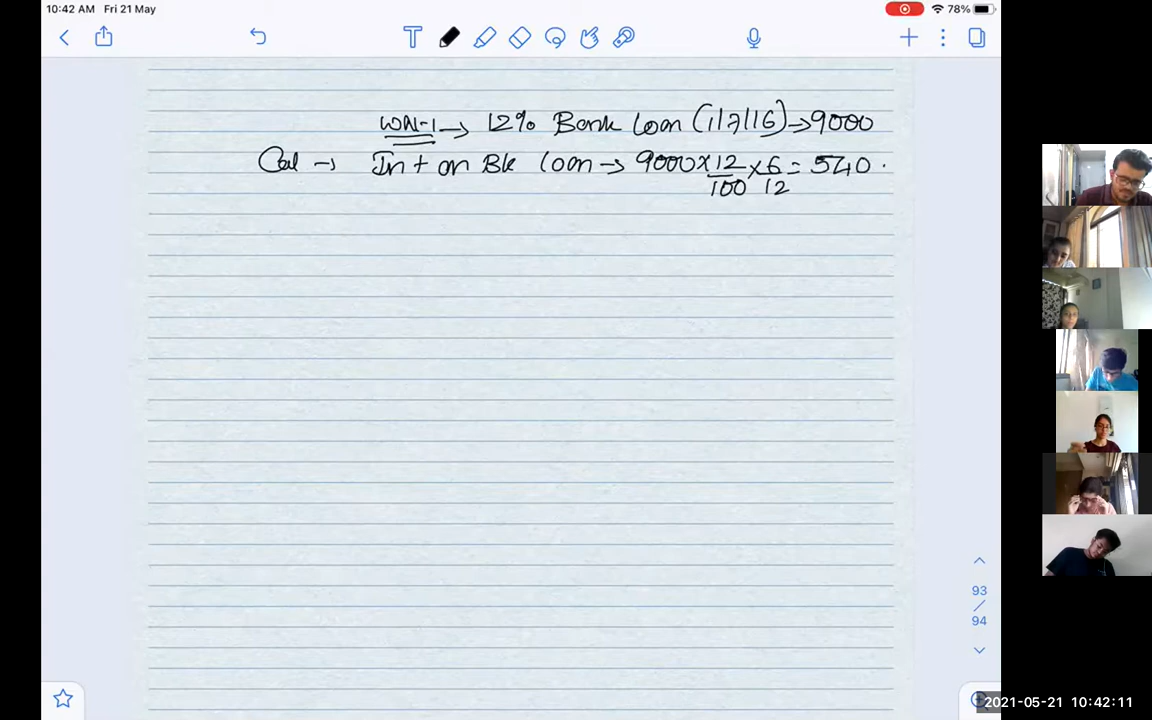 10:42 AM Fri 21 May
78%
T
WN-1 → 12% Bank Loan (1/7/16) → 9000
Cal → Int on Bk loan → 9000 × 12/100 × 6/12 = 540.
93
/
94
2021-05-21 10:42:11